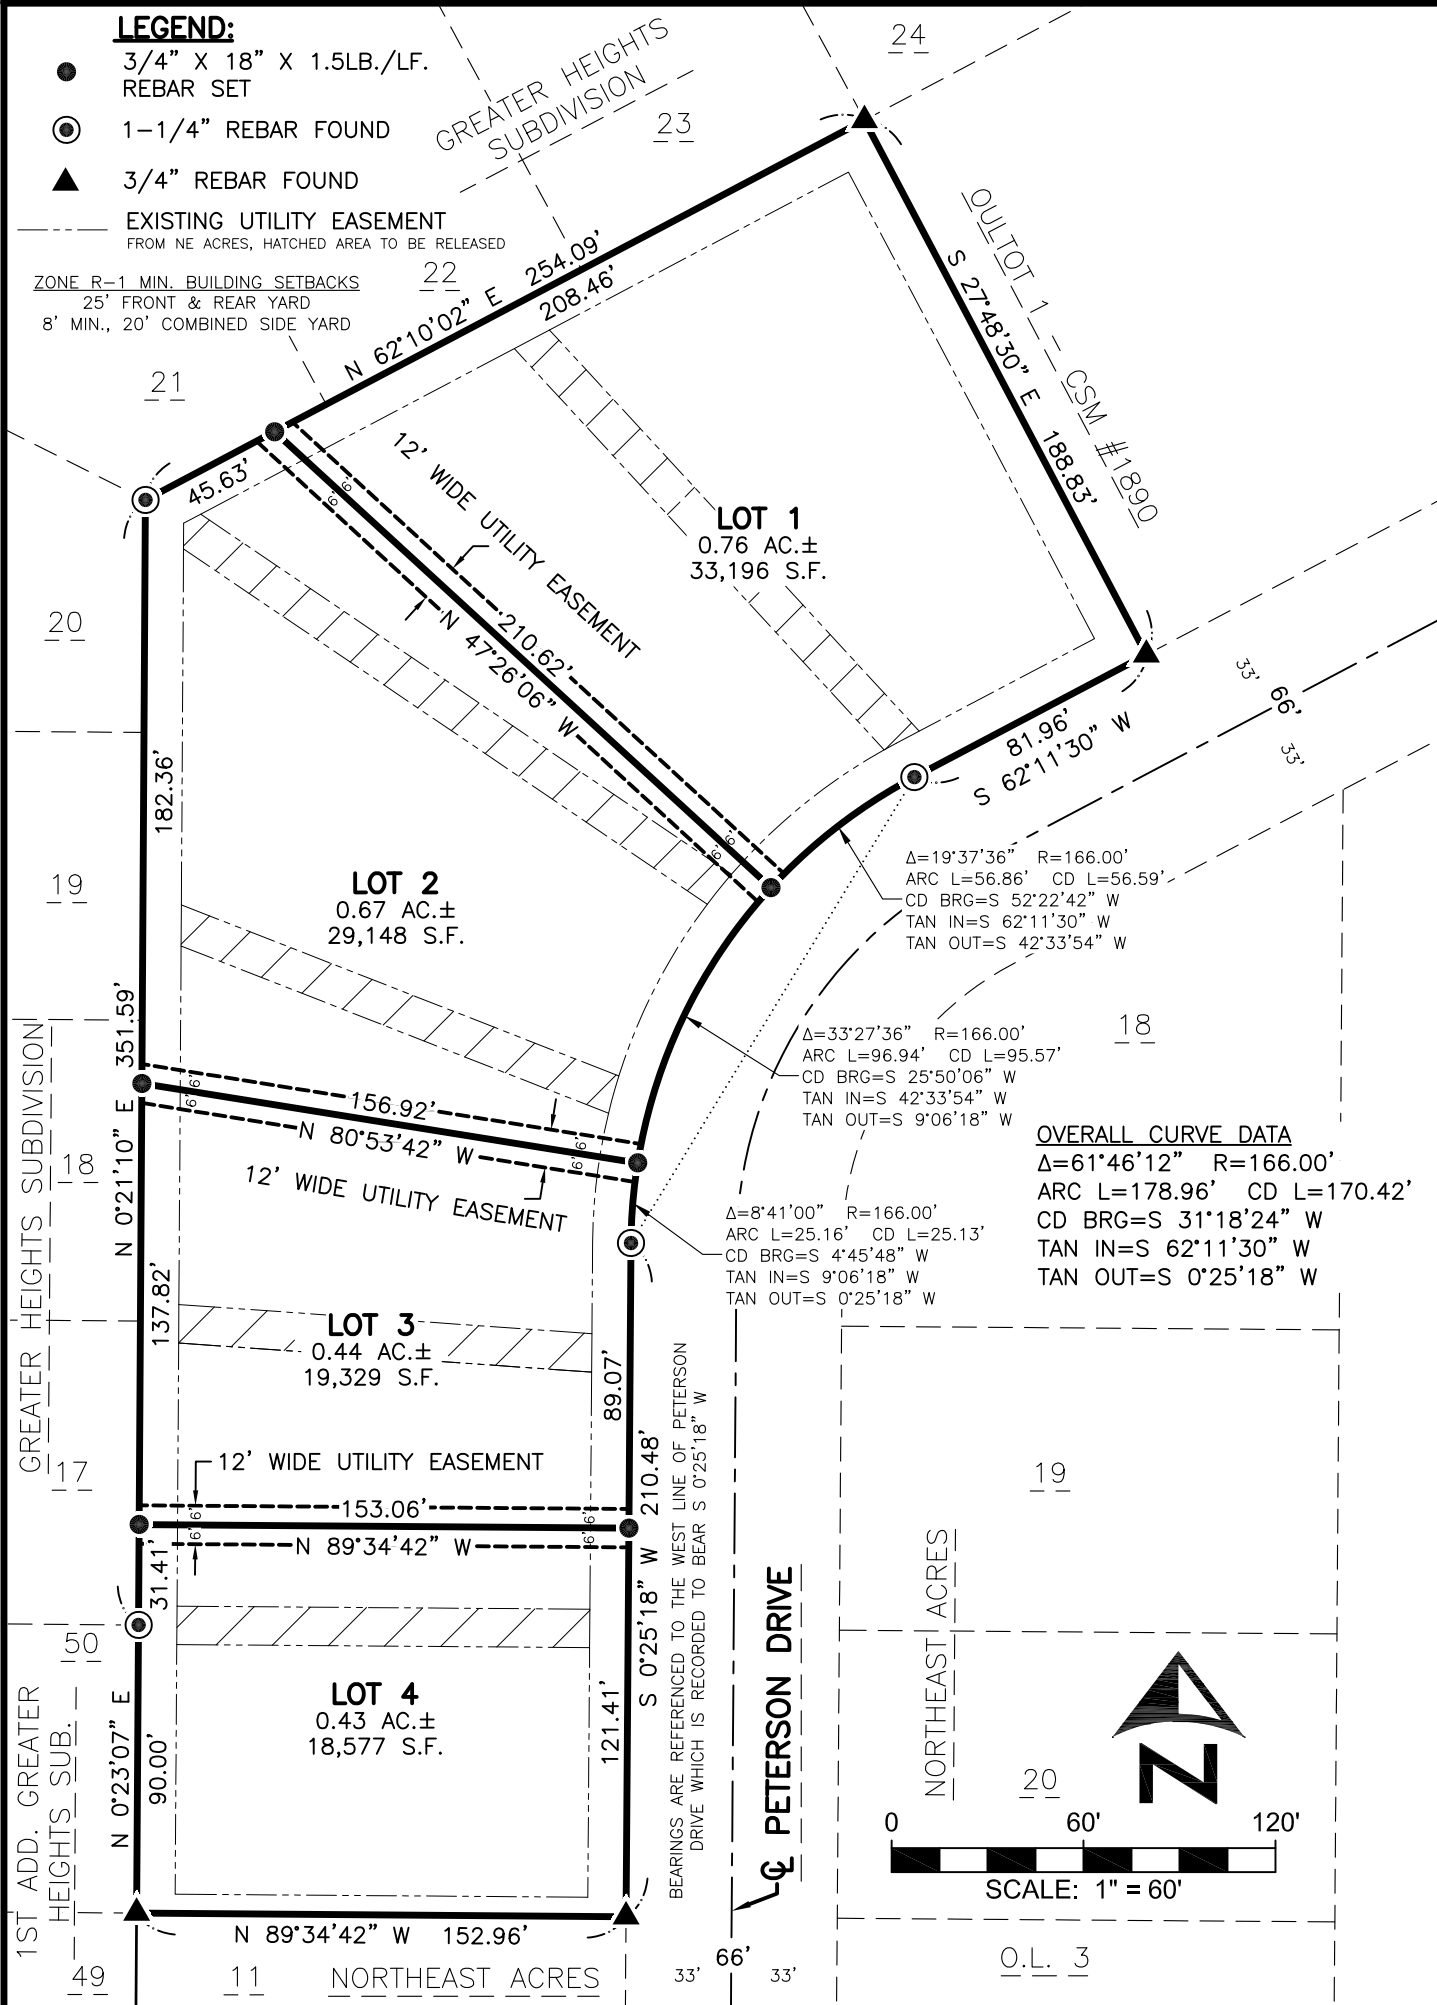 LEGEND:
3/4" X 18" X 1.5LB./LF.
REBAR SET
1-1/4" REBAR FOUND
3/4" REBAR FOUND
EXISTING UTILITY EASEMENT
FROM NE ACRES, HATCHED AREA TO BE RELEASED
ZONE R-1 MIN. BUILDING SETBACKS
25' FRONT & REAR YARD
8' MIN., 20' COMBINED SIDE YARD
GREATER HEIGHTS
SUBDIVISION
24
23
22
21
20
19
18
17
50
49
11
N 62°10'02" E 254.09'
208.46'
45.63'
OULTOT 1 - CSM #1890
S 27°48'30" E 188.83'
LOT 1
0.76 AC.±
33,196 S.F.
12' WIDE UTILITY EASEMENT
6' 6'
210.62'
N 47°26'06" W
6' 6'
81.96'
S 62°11'30" W
33'
66'
33'
182.36'
N 0°21'10" E 351.59'
LOT 2
0.67 AC.±
29,148 S.F.
Δ=19°37'36" R=166.00'
ARC L=56.86' CD L=56.59'
CD BRG=S 52°22'42" W
TAN IN=S 62°11'30" W
TAN OUT=S 42°33'54" W
Δ=33°27'36" R=166.00'
ARC L=96.94' CD L=95.57'
CD BRG=S 25°50'06" W
TAN IN=S 42°33'54" W
TAN OUT=S 9°06'18" W
18
OVERALL CURVE DATA
Δ=61°46'12" R=166.00'
ARC L=178.96' CD L=170.42'
CD BRG=S 31°18'24" W
TAN IN=S 62°11'30" W
TAN OUT=S 0°25'18" W
Δ=8°41'00" R=166.00'
ARC L=25.16' CD L=25.13'
CD BRG=S 4°45'48" W
TAN IN=S 9°06'18" W
TAN OUT=S 0°25'18" W
6' 6'
156.92'
N 80°53'42" W
6' 6'
12' WIDE UTILITY EASEMENT
GREATER HEIGHTS SUBDIVISION
137.82'
LOT 3
0.44 AC.±
19,329 S.F.
89.07'
S 0°25'18" W 210.48'
12' WIDE UTILITY EASEMENT
6' 6'
153.06'
N 89°34'42" W
6' 6'
31.41'
BEARINGS ARE REFERENCED TO THE WEST LINE OF PETERSON
DRIVE WHICH IS RECORDED TO BEAR S 0°25'18" W
19
NORTHEAST ACRES
20
1ST ADD. GREATER
HEIGHTS SUB.
N 0°23'07" E
90.00'
LOT 4
0.43 AC.±
18,577 S.F.
121.41'
℄ PETERSON DRIVE
N
0 60' 120'
SCALE: 1" = 60'
N 89°34'42" W 152.96'
NORTHEAST ACRES
66'
33' 33'
O.L. 3